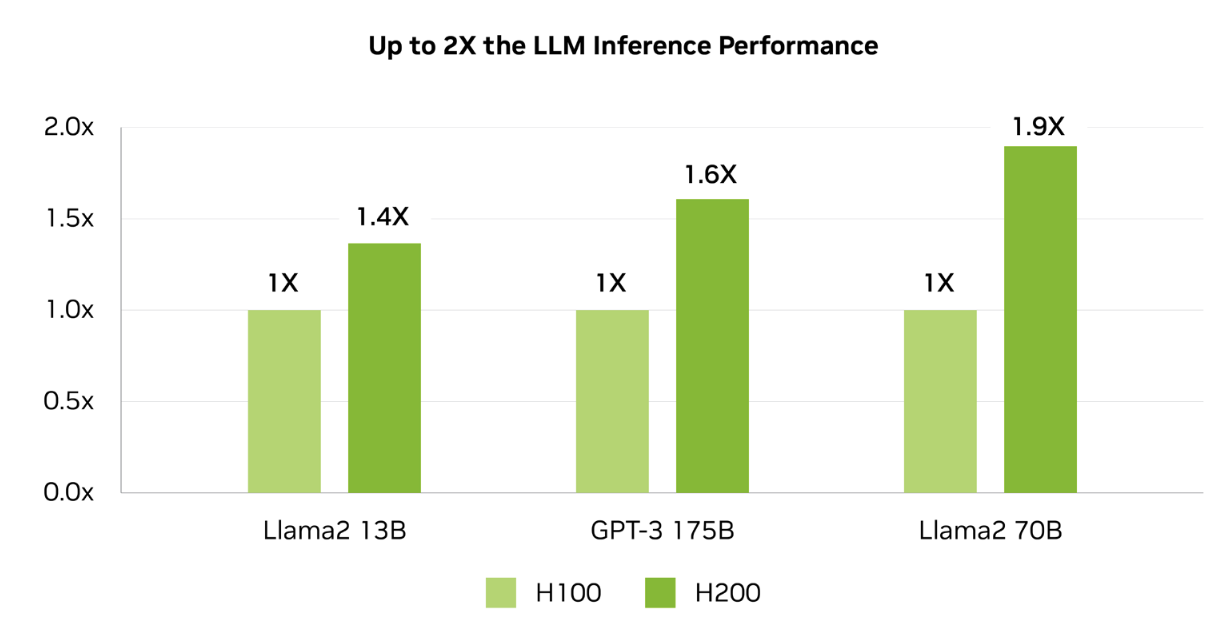 Up to 2X the LLM Inference Performance
2.0x
1.5x
1.0x
0.5x
0.0x
1X
1.4X
1X
1.6X
1X
1.9X
Llama2 13B
GPT-3 175B
Llama2 70B
H100
H200